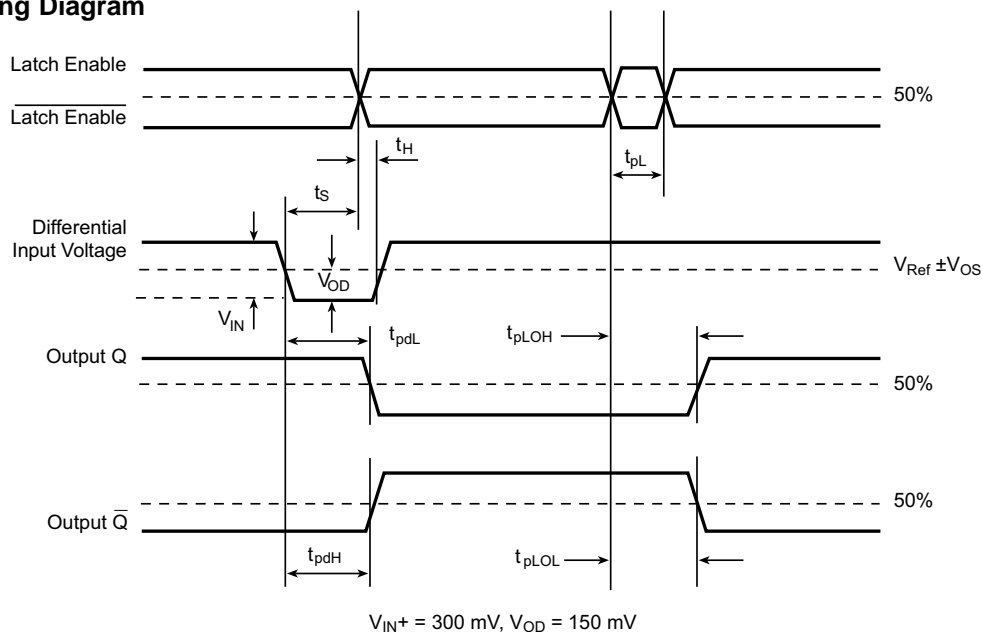 ng Diagram
Latch Enable
50%
Latch Enable
tH
tpL
tS
Differential
Input Voltage
VRef ±VOS
VOD
VIN
tpdL
tpLOH
Output Q
50%
50%
Output Q̅
tpdH
tpLOL
VIN+ = 300 mV, VOD = 150 mV